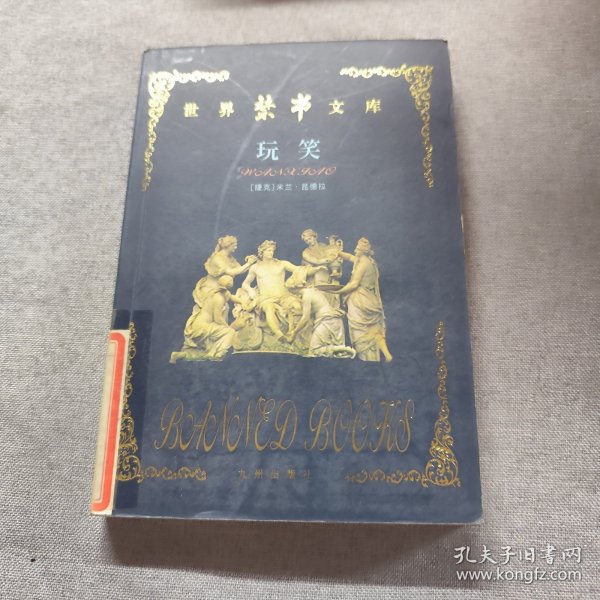 世界禁书文库
玩笑
WANXIAO
[捷克]米兰·昆德拉
BANNED BOOKS
九州出版社
孔夫子旧书网
www.kongfz.com